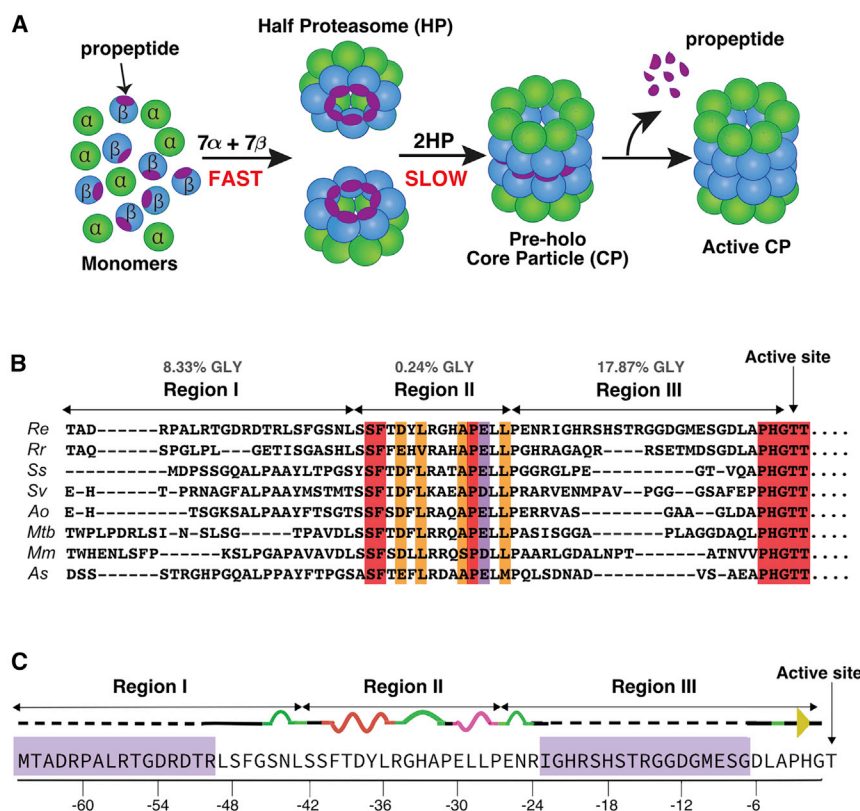 A
propeptide
Half Proteasome (HP)
propeptide
β α
α β α
7α + 7β
2HP
α β
β α β
FAST
SLOW
β β
α α
Monomers
Pre-holo
Core Particle (CP)
Active CP
B
8.33% GLY 0.24% GLY 17.87% GLY Active site
Region I Region II Region III
Re TAD------RPALRTGDRDTRLSFGSNLSSFTDYLRGHAPELLPENRIGHRSHSTRGGDGMESGDLAPHGTT....
Rr TAQ------SPGLPL---GETISGASHLSSFFEHVRAHAPELLPGHRAGAQR----RSETMDSGDLAPHGTT....
Ss ----------MDPSSGQALPAAYLTPGSYSFTDFLRATAPELLPGGRGLPE-------GT-VQAPHGTT....
Sv E-H------T-PRNAGFALPAAYMSTMTSSFIDFLKAEAPDLLPRARVENMPAV-PGG--GSAFEPPHGTT....
Ao E-H------TSGKSALPAAYFTSGTSSFSDFLRAQAPELLPERRVAS------GAA--GLDAPHGTT....
Mtb TWPLPDRLSI-N-SLSG----TPAVDLSSFTDFLRRQAPELLPASISGGA-----PLAGGDAQLPHGTT....
Mm TWHENLSFP-----KSLPGAPAVAVDLSSFSDLLRRQSPDLLPAARLGDALNPT-----ATNVVPHGTT....
As DSS------STRGHPGQALPPAYFTPGSASFTEFLRDAAPELMPQLSDNAD---------VS-AEAPHGTT....
C
Active site
Region I Region II Region III
MTADRPALRTGDRDTRLSFGSNLSSFTDYLRGHAPELLPENRIGHRSHSTRGGDGMESGDLAPHGT
-60 -54 -48 -42 -36 -30 -24 -18 -12 -6